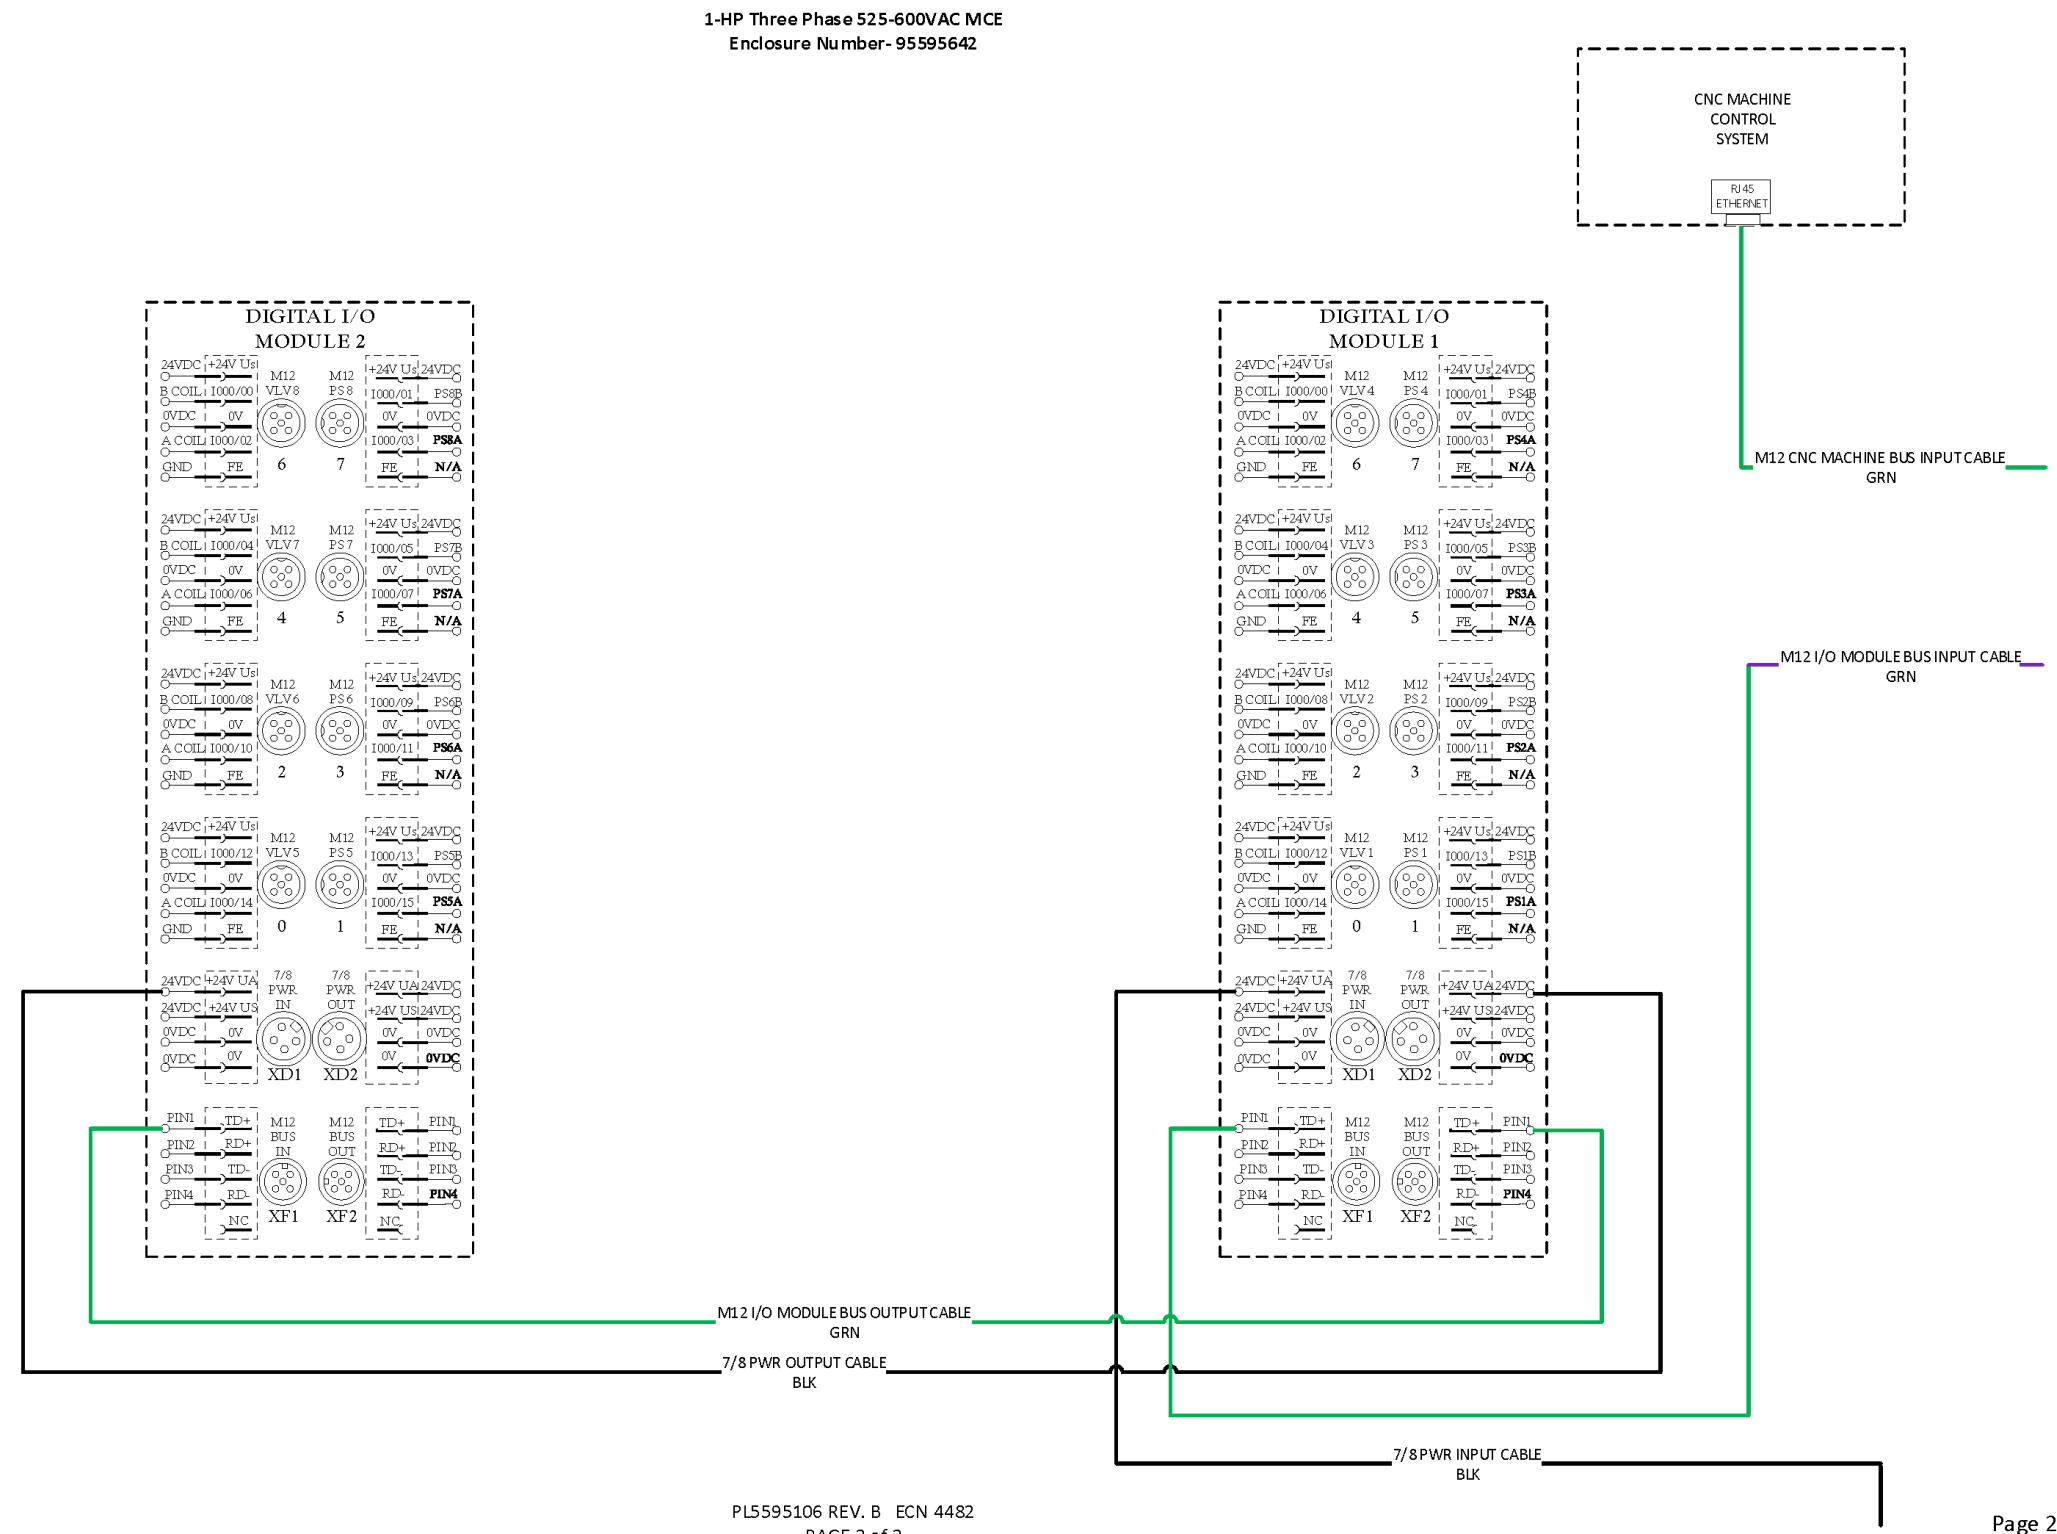 1-HP Three Phase 525-600VAC MCE
Enclosure Number- 95595642
CNC MACHINE
CONTROL
SYSTEM
RJ45
ETHERNET
M12 CNC MACHINE BUS INPUT CABLE
GRN
M12 I/O MODULE BUS INPUT CABLE
GRN
DIGITAL I/O
MODULE 2
24VDC +24V Us M12 M12 +24V Us 24VDC
B COIL I000/00 VLV8 PS8 I000/01 PS8B
0VDC 0V 0V 0VDC
A COIL I000/02 I000/03 PS8A
GND FE 6 7 FE N/A
24VDC +24V Us M12 M12 +24V Us 24VDC
B COIL I000/04 VLV7 PS7 I000/05 PS7B
0VDC 0V 0V 0VDC
A COIL I000/06 I000/07 PS7A
GND FE 4 5 FE N/A
24VDC +24V Us M12 M12 +24V Us 24VDC
B COIL I000/08 VLV6 PS6 I000/09 PS6B
0VDC 0V 0V 0VDC
A COIL I000/10 I000/11 PS6A
GND FE 2 3 FE N/A
24VDC +24V Us M12 M12 +24V Us 24VDC
B COIL I000/12 VLV5 PS5 I000/13 PS5B
0VDC 0V 0V 0VDC
A COIL I000/14 I000/15 PS5A
GND FE 0 1 FE N/A
24VDC +24V UA 7/8 7/8 +24V UA 24VDC
PWR PWR
24VDC +24V US IN OUT +24V US 24VDC
0VDC 0V 0V 0VDC
0VDC 0V 0V 0VDC
XD1 XD2
PIN1 TD+ M12 M12 TD+ PIN1
BUS BUS
PIN2 RD+ IN OUT RD+ PIN2
PIN3 TD- TD- PIN3
PIN4 RD- RD- PIN4
NC XF1 XF2 NC
DIGITAL I/O
MODULE 1
24VDC +24V Us M12 M12 +24V Us 24VDC
B COIL I000/00 VLV4 PS4 I000/01 PS4B
0VDC 0V 0V 0VDC
A COIL I000/02 I000/03 PS4A
GND FE 6 7 FE N/A
24VDC +24V Us M12 M12 +24V Us 24VDC
B COIL I000/04 VLV3 PS3 I000/05 PS3B
0VDC 0V 0V 0VDC
A COIL I000/06 I000/07 PS3A
GND FE 4 5 FE N/A
24VDC +24V Us M12 M12 +24V Us 24VDC
B COIL I000/08 VLV2 PS2 I000/09 PS2B
0VDC 0V 0V 0VDC
A COIL I000/10 I000/11 PS2A
GND FE 2 3 FE N/A
24VDC +24V Us M12 M12 +24V Us 24VDC
B COIL I000/12 VLV1 PS1 I000/13 PS1B
0VDC 0V 0V 0VDC
A COIL I000/14 I000/15 PS1A
GND FE 0 1 FE N/A
24VDC +24V UA 7/8 7/8 +24V UA 24VDC
PWR PWR
24VDC +24V US IN OUT +24V US 24VDC
0VDC 0V 0V 0VDC
0VDC 0V 0V 0VDC
XD1 XD2
PIN1 TD+ M12 M12 TD+ PIN1
BUS BUS
PIN2 RD+ IN OUT RD+ PIN2
PIN3 TD- TD- PIN3
PIN4 RD- RD- PIN4
NC XF1 XF2 NC
M12 I/O MODULE BUS OUTPUT CABLE
GRN
7/8 PWR OUTPUT CABLE
BLK
7/8 PWR INPUT CABLE
BLK
PL5595106 REV. B ECN 4482
Page 2